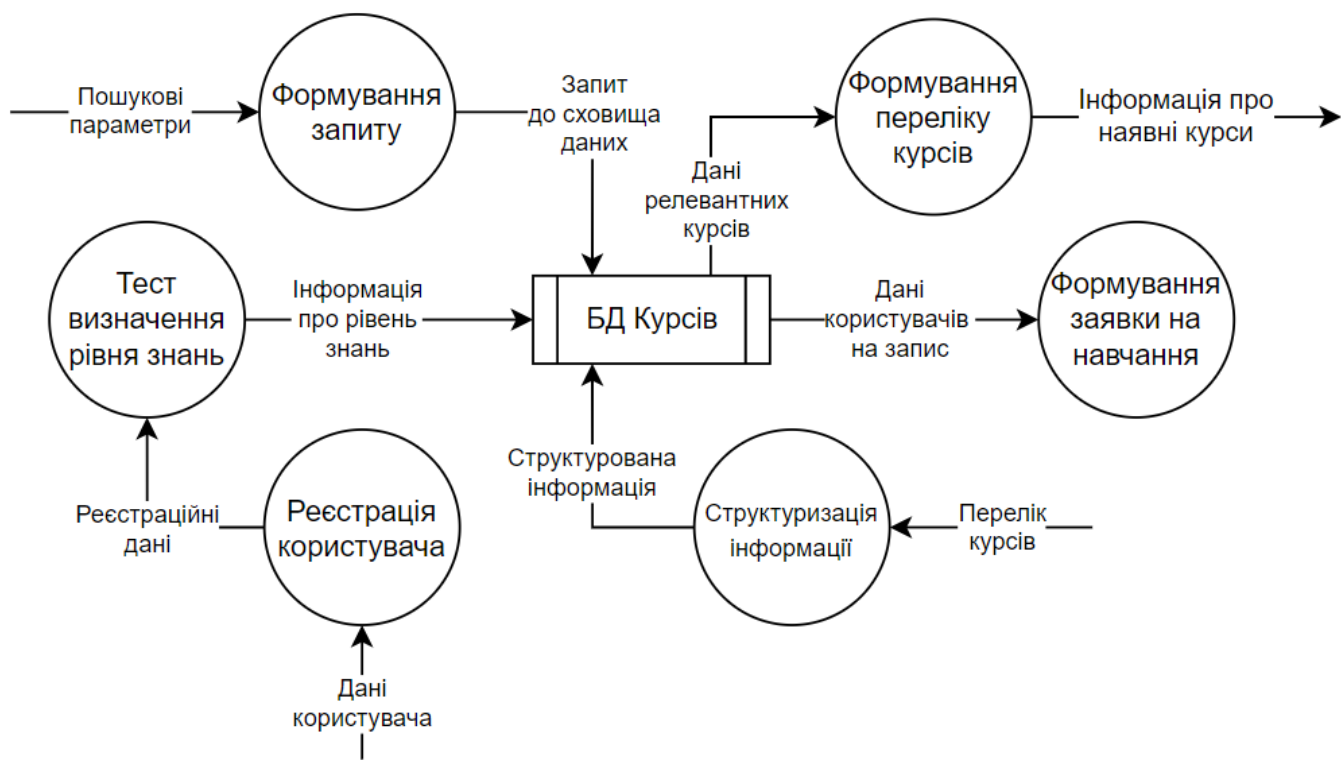 Пошукові
параметри
Формування
запиту
Запит
до сховища
даних
Дані
релевантних
курсів
Формування
переліку
курсів
Інформація про
наявні курси
Тест
визначення
рівня знань
Інформація
про рівень
знань
БД Курсів
Дані
користувачів
на запис
Формування
заявки на
навчання
Реєстраційні
дані
Реєстрація
користувача
Структурована
інформація
Структуризація
інформації
Перелік
курсів
Дані
користувача